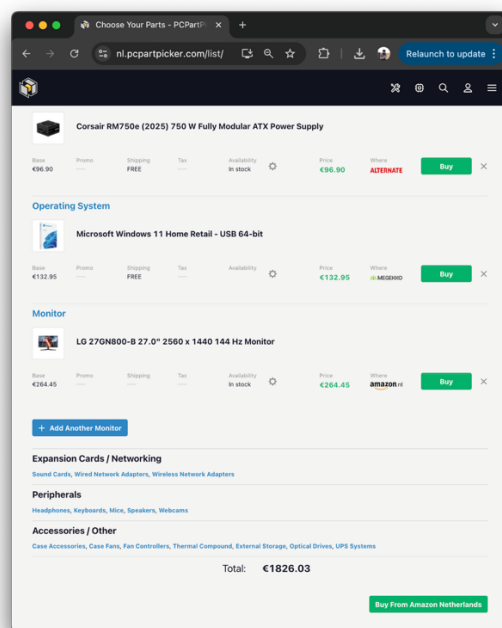 Choose Your Parts - PCPartPi
nl.pcpartpicker.com/list/
Relaunch to update
Corsair RM750e (2025) 750 W Fully Modular ATX Power Supply
Base Promo Shipping Tax Availability Price Where
€96.90 FREE In stock €96.90 ALTERNATE Buy
Operating System
Microsoft Windows 11 Home Retail - USB 64-bit
Base Promo Shipping Tax Availability Price Where
€132.95 FREE €132.95 MEGEKKO Buy
Monitor
LG 27GN800-B 27.0" 2560 x 1440 144 Hz Monitor
Base Promo Shipping Tax Availability Price Where
€264.45 In stock €264.45 amazon.nl Buy
+ Add Another Monitor
Expansion Cards / Networking
Sound Cards, Wired Network Adapters, Wireless Network Adapters
Peripherals
Headphones, Keyboards, Mice, Speakers, Webcams
Accessories / Other
Case Accessories, Case Fans, Fan Controllers, Thermal Compound, External Storage, Optical Drives, UPS Systems
Total: €1826.03
Buy From Amazon Netherlands